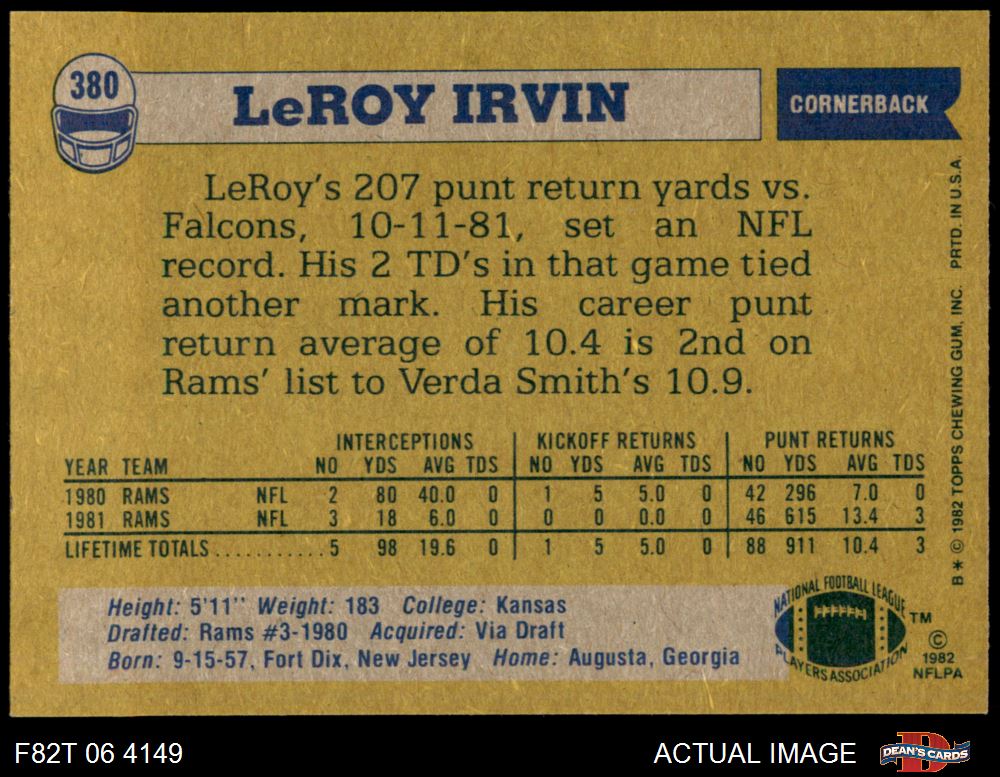 380
LeROY IRVIN
CORNERBACK
LeRoy's 207 punt return yards vs.
Falcons, 10-11-81, set an NFL
record. His 2 TD's in that game tied
another mark. His career punt
return average of 10.4 is 2nd on
Rams' list to Verda Smith's 10.9.
INTERCEPTIONS KICKOFF RETURNS PUNT RETURNS
YEAR TEAM NO YDS AVG TDS NO YDS AVG TDS NO YDS AVG TDS
1980 RAMS NFL 2 80 40.0 0 1 5 5.0 0 42 296 7.0 0
1981 RAMS NFL 3 18 6.0 0 0 0 0.0 0 46 615 13.4 3
LIFETIME TOTALS........... 5 98 19.6 0 1 5 5.0 0 88 911 10.4 3
Height: 5'11" Weight: 183 College: Kansas
Drafted: Rams #3-1980 Acquired: Via Draft
Born: 9-15-57, Fort Dix, New Jersey Home: Augusta, Georgia
NATIONAL FOOTBALL LEAGUE
PLAYERS ASSOCIATION
TM
©
1982
NFLPA
B* © 1982 TOPPS CHEWING GUM, INC. PRTD. IN U.S.A.
F82T 06 4149
ACTUAL IMAGE
DEAN'S CARDS